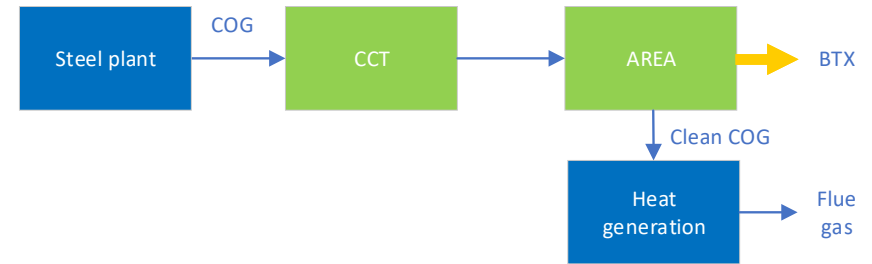 COG
Steel plant
CCT
AREA
BTX
Clean COG
Heat
generation
Flue
gas